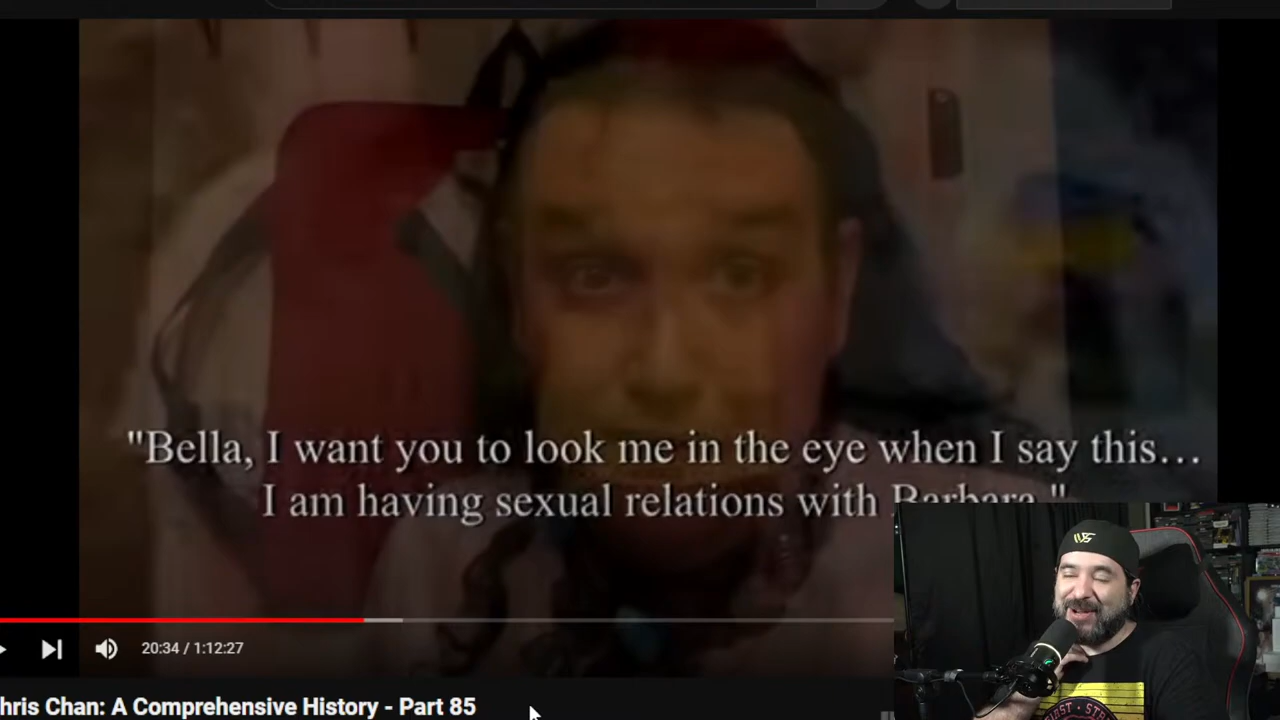 "Bella, I want you to look me in the eye when I say this…
I am having sexual relations with Barbara."
20:34 / 1:12:27
hris Chan: A Comprehensive History - Part 85